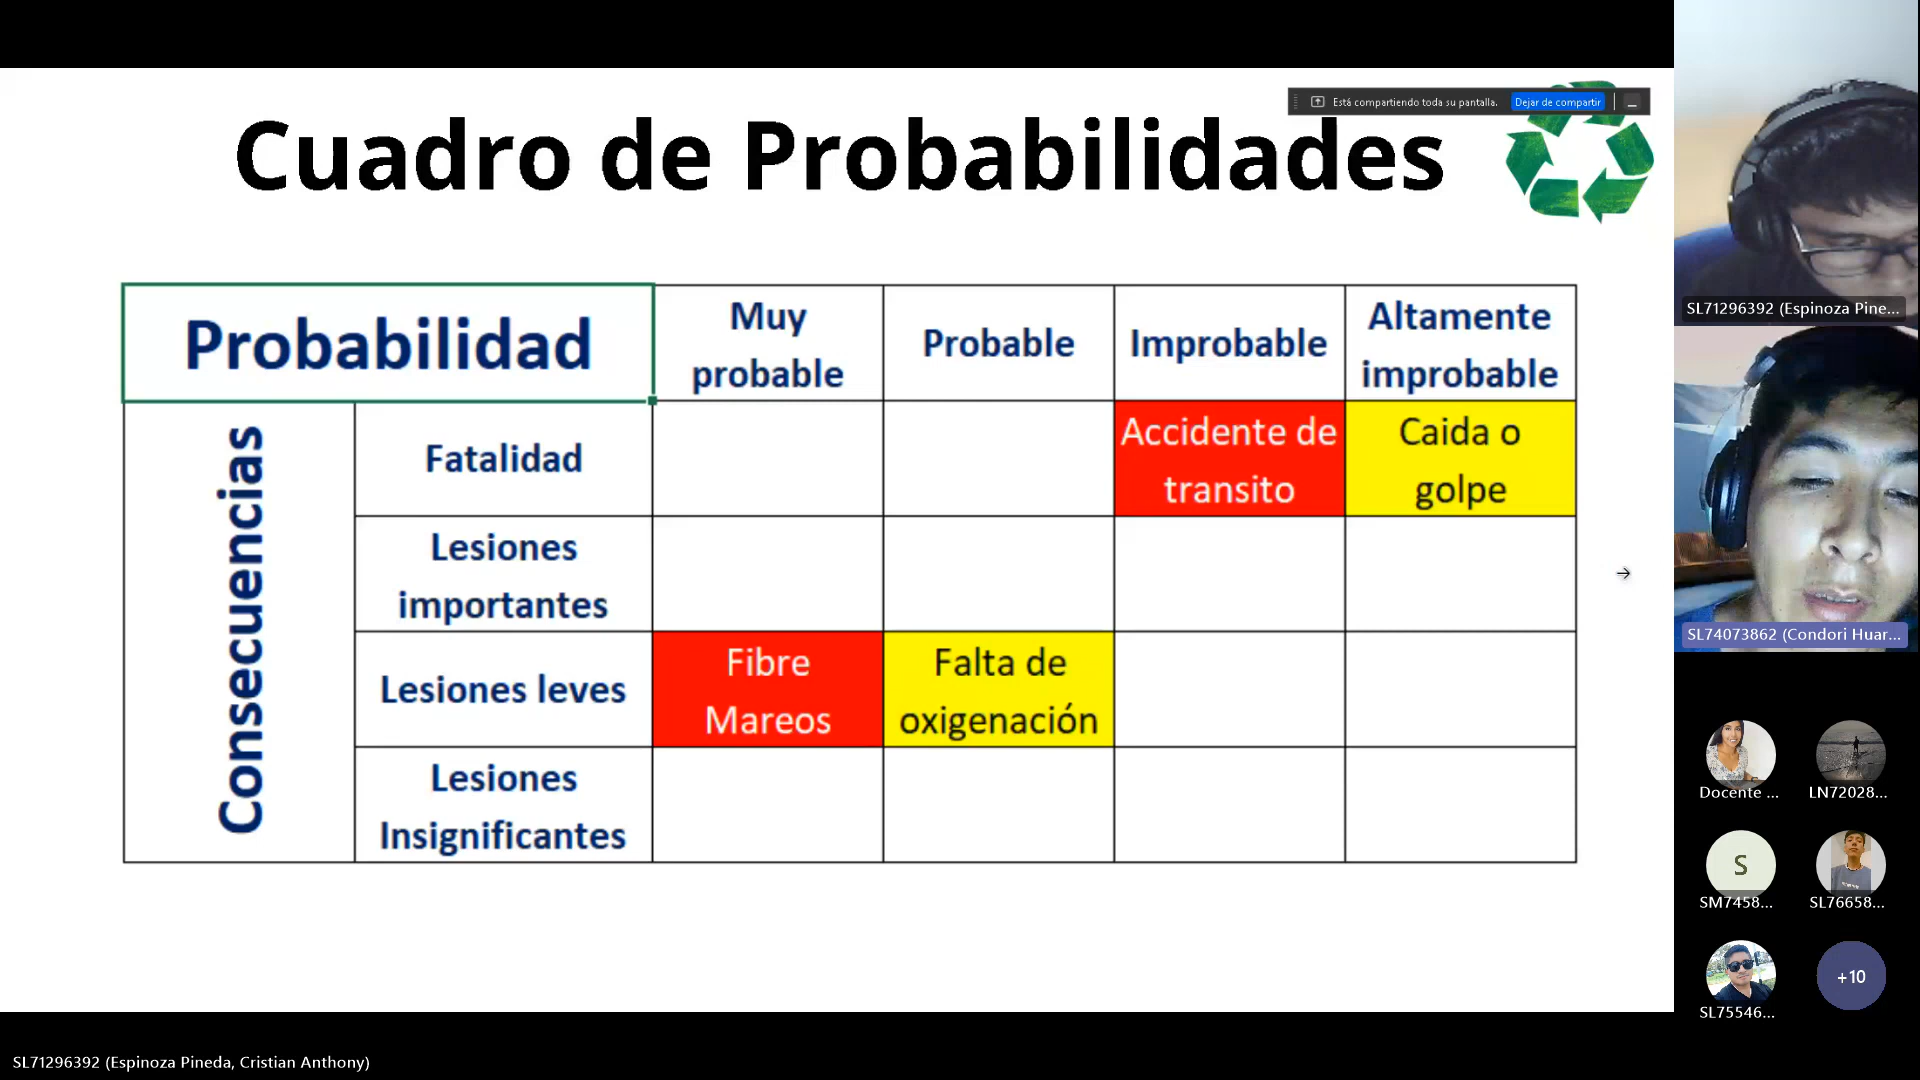 Está compartiendo toda su pantalla.
Dejar de compartir
Cuadro de Probabilidades
Probabilidad
Muy
probable
Probable
Improbable
Altamente
improbable
Consecuencias
Fatalidad
Accidente de
transito
Caida o
golpe
Lesiones
importantes
Lesiones leves
Fibre
Mareos
Falta de
oxigenación
Lesiones
Insignificantes
SL71296392 (Espinoza Pine...
SL74073862 (Condori Huar...
Docente ...
LN72028...
S
SM7458...
SL76658...
SL75546...
+10
SL71296392 (Espinoza Pineda, Cristian Anthony)